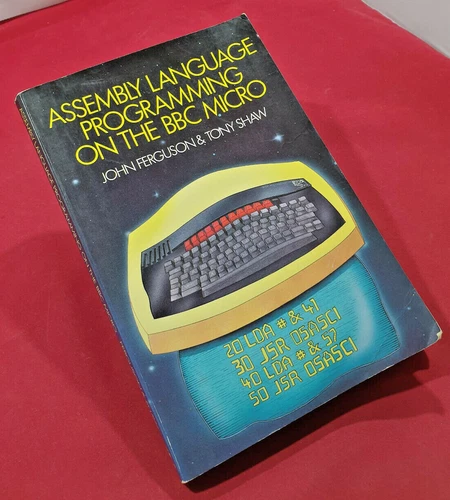 ASSEMBLY LANGUAGE
PROGRAMMING
ON THE BBC MICRO
JOHN FERGUSON & TONY SHAW
20 LDA # & 41
30 JSR OSASCI
40 LDA # & 57
50 JSR OSASCI